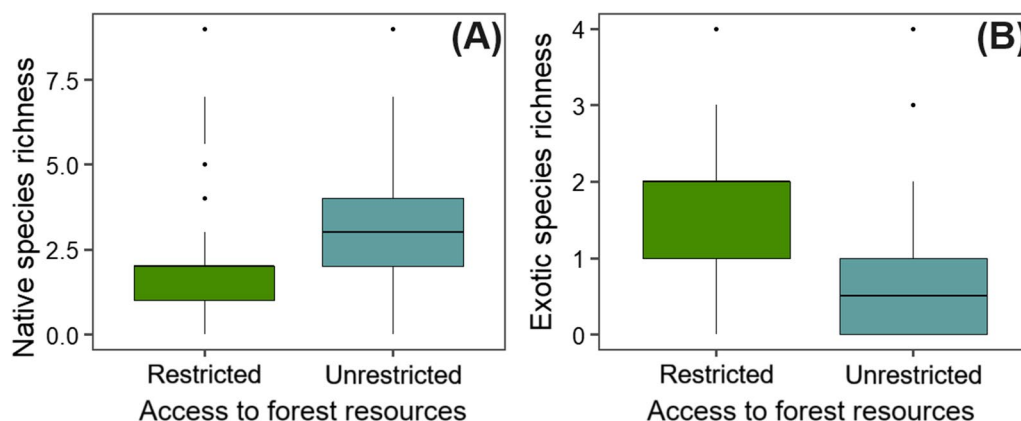 (A)
Native species richness
7.5
5.0
2.5
0.0
Restricted Unrestricted
Access to forest resources
(B)
Exotic species richness
4
3
2
1
0
Restricted Unrestricted
Access to forest resources